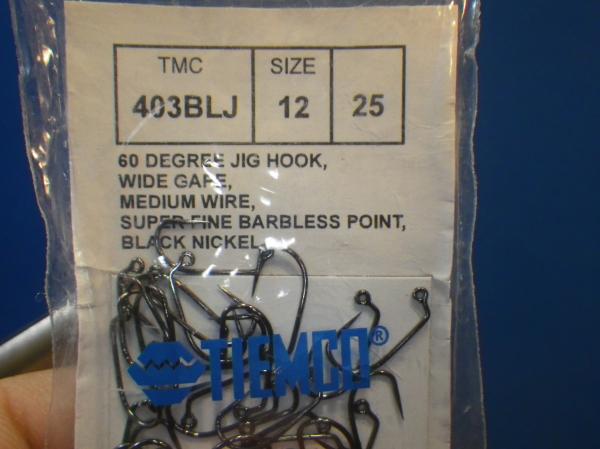 TMC SIZE
403BLJ 12 25
60 DEGREE JIG HOOK,
WIDE GAPE,
MEDIUM WIRE,
SUPER FINE BARBLESS POINT,
BLACK NICKEL
TIEMCO®